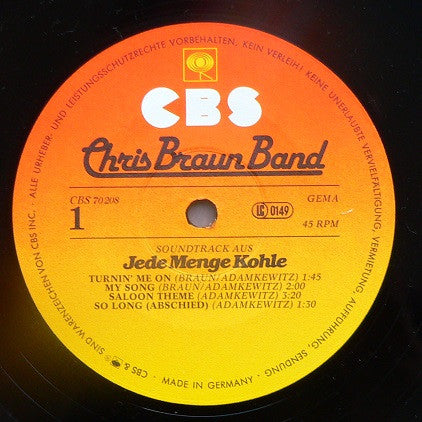 ALLE URHEBER- UND LEISTUNGSSCHUTZRECHTE VORBEHALTEN. KEIN VERLEIH! KEINE UNERLAUBTE VERVIELFÄLTIGUNG, VERMIETUNG, AUFFÜHRUNG, SENDUNG
CBS
Chris Braun Band
CBS 70208
GEMA
1
LC 0149
45 RPM
SOUNDTRACK AUS
Jede Menge Kohle
TURNIN' ME ON (BRAUN/ADAMKEWITZ) 1:45
MY SONG (BRAUN/ADAMKEWITZ) 2:00
SALOON THEME (ADAMKEWITZ) 3:20
SO LONG (ABSCHIED) (ADAMKEWITZ) 1:30
CBS & SIND WARENZEICHEN VON CBS INC. ·
· MADE IN GERMANY ·